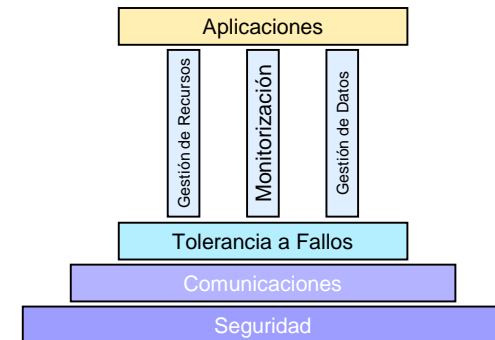 Aplicaciones
Gestión de Recursos
Monitorización
Gestión de Datos
Tolerancia a Fallos
Comunicaciones
Seguridad